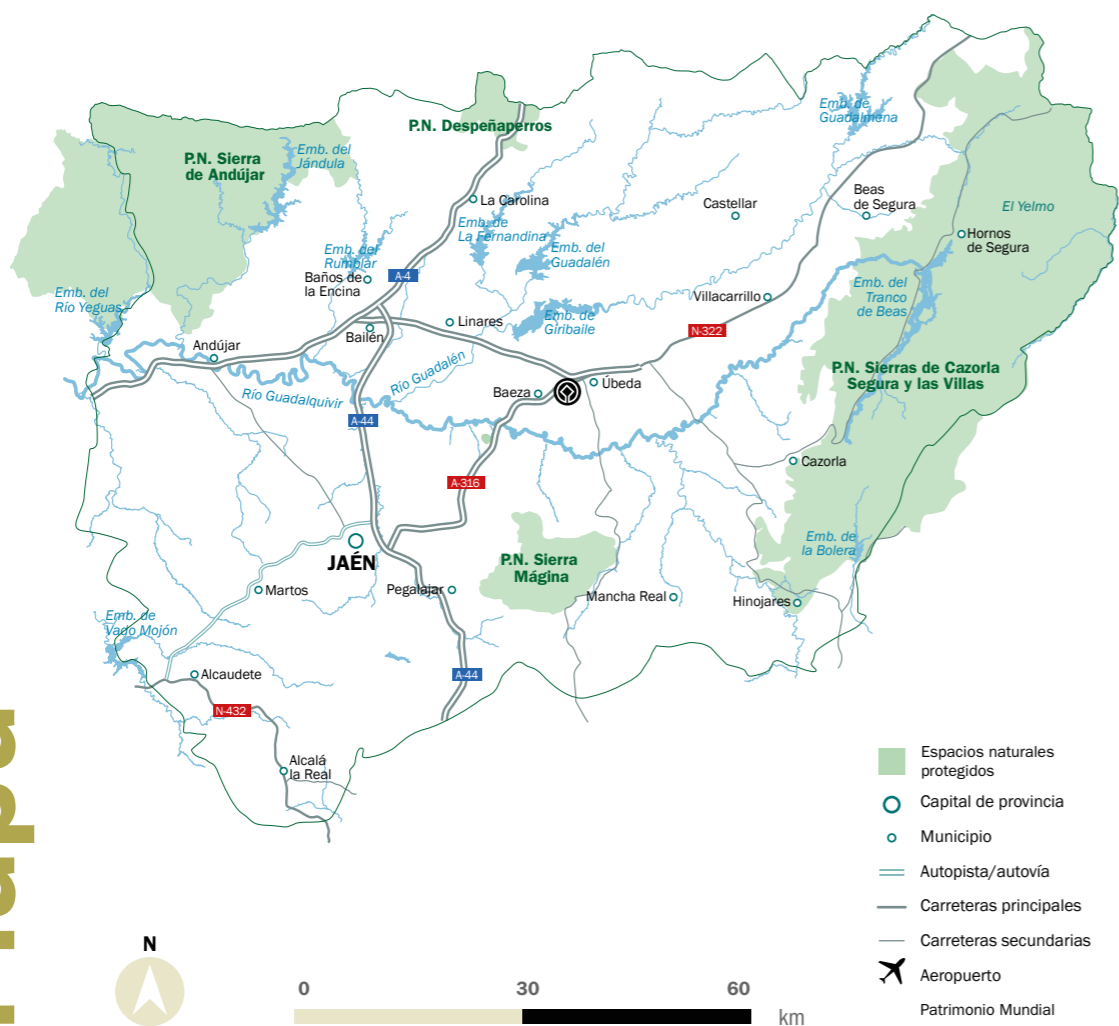 P.N. Despeñaperros
Emb. de
Guadalmena
P.N. Sierra
de Andújar
Emb. del
Jándula
La Carolina
Castellar
Beas
de Segura
El Yelmo
Emb. de
La Fernandina
Hornos
de Segura
Emb. del
Rumblar
Emb. del
Guadalén
Baños de
la Encina
A-4
Emb. del
Río Yeguas
Emb. del
Tranco
de Beas
Villacarrillo
Linares
Emb. de
Giribaile
N-322
Bailén
Andújar
Río Guadalén
P.N. Sierras de Cazorla
Segura y las Villas
Úbeda
Baeza
Río Guadalquivir
A-44
Cazorla
A-316
Emb. de
la Bolera
JAÉN
P.N. Sierra
Mágina
Martos
Pegalajar
Mancha Real
Hinojares
Emb. de
Vado Mojón
Alcaudete
A-44
N-432
Alcalá
la Real
Espacios naturales
protegidos
Capital de provincia
Municipio
Autopista/autovía
Carreteras principales
Carreteras secundarias
Aeropuerto
Patrimonio Mundial
N
0 30 60
km